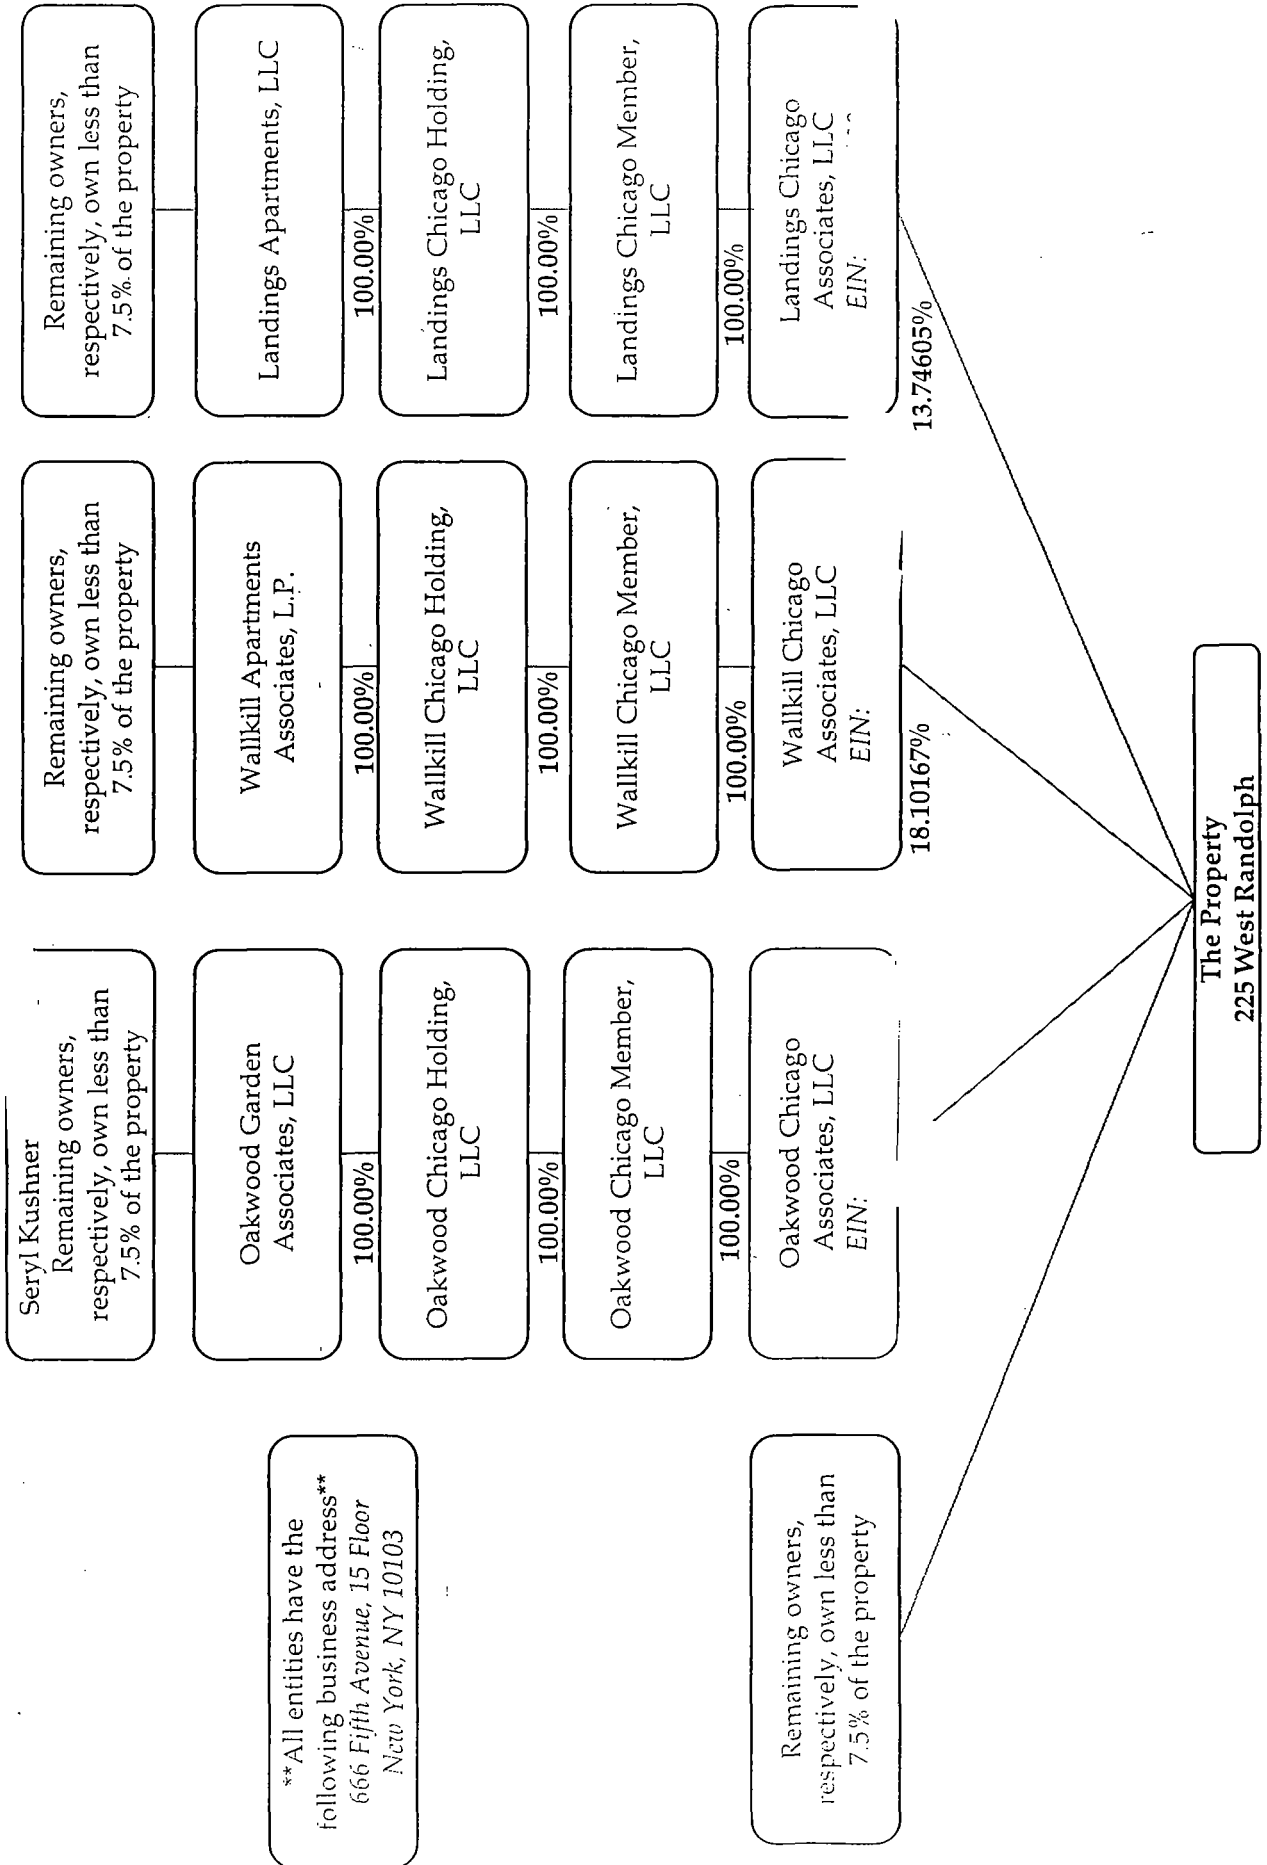 Seryl Kushner
Remaining owners,
respectively, own less than
7.5% of the property
Oakwood Garden
Associates, LLC
100.00%
Oakwood Chicago Holding,
LLC
100.00%
Oakwood Chicago Member,
LLC
100.00%
Oakwood Chicago
Associates, LLC
EIN:
Remaining owners,
respectively, own less than
7.5% of the property
Wallkill Apartments
Associates, L.P.
100.00%
Wallkill Chicago Holding,
LLC
100.00%
Wallkill Chicago Member,
LLC
100.00%
Wallkill Chicago
Associates, LLC
EIN:
18.10167%
Remaining owners,
respectively, own less than
7.5% of the property
Landings Apartments, LLC
100.00%
Landings Chicago Holding,
LLC
100.00%
Landings Chicago Member,
LLC
100.00%
Landings Chicago
Associates, LLC
EIN:
13.74605%
**All entities have the
following business address**
666 Fifth Avenue, 15 Floor
New York, NY 10103
Remaining owners,
respectively, own less than
7.5% of the property
The Property
225 West Randolph